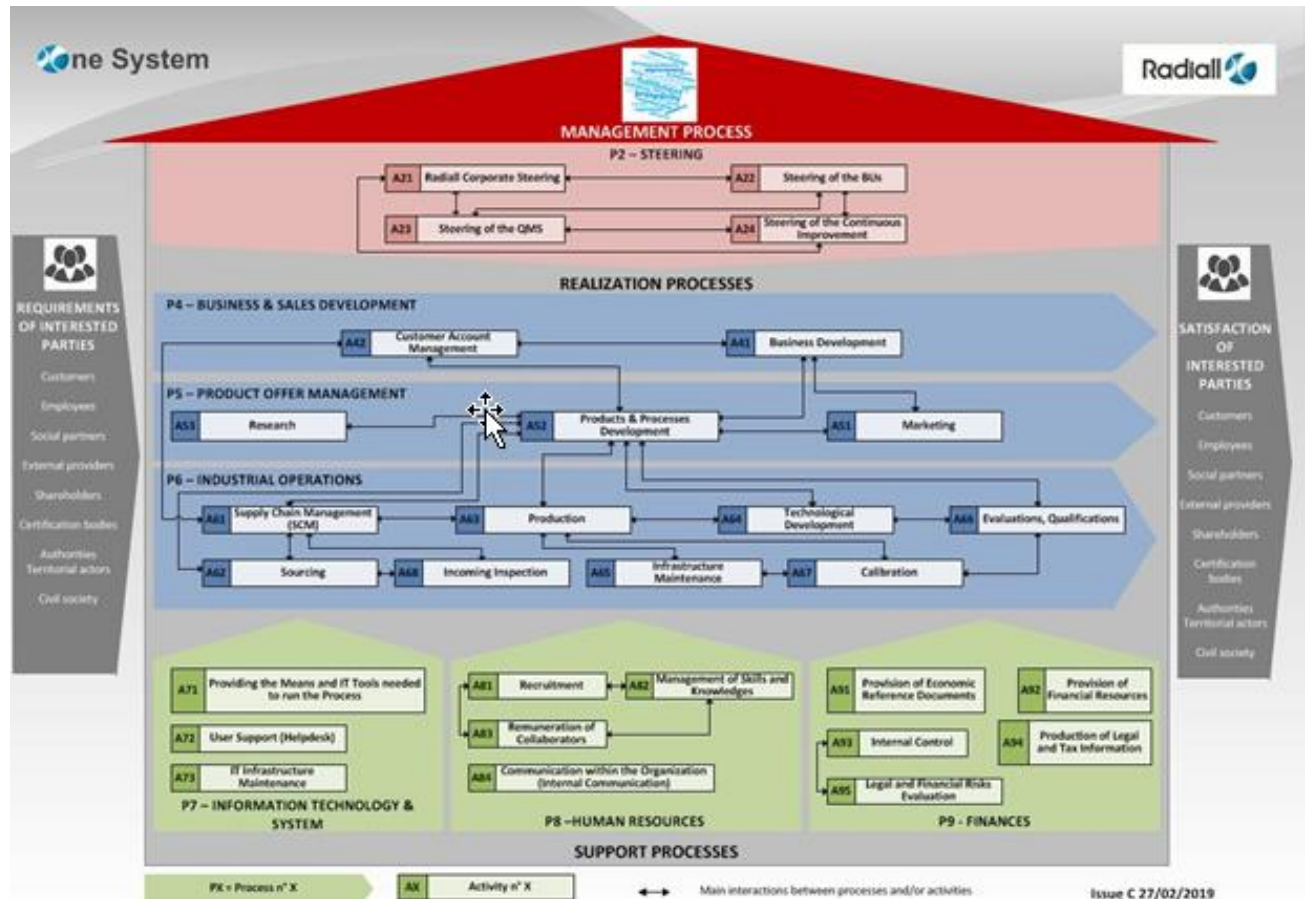 One System
Radiall
MANAGEMENT PROCESS
P2 – STEERING
A21 Radiall Corporate Steering
A22 Steering of the BUs
A23 Steering of the QMS
A24 Steering of the Continuous
Improvement
REQUIREMENTS
OF INTERESTED
PARTIES
Customers
Employees
Social partners
External providers
Shareholders
Certification bodies
Authorities
Territorial actors
Civil society
REALIZATION PROCESSES
P4 – BUSINESS & SALES DEVELOPMENT
A42 Customer Account
Management
A41 Business Development
P5 – PRODUCT OFFER MANAGEMENT
A53 Research
A52 Products & Processes
Development
A51 Marketing
P6 – INDUSTRIAL OPERATIONS
A61 Supply Chain Management
(SCM)
A63 Production
A64 Technological
Development
A66 Evaluations, Qualifications
A62 Sourcing
A68 Incoming Inspection
A65 Infrastructure
Maintenance
A67 Calibration
SATISFACTION
OF
INTERESTED
PARTIES
Customers
Employees
Social partners
External providers
Shareholders
Certification
bodies
Authorities
Territorial actors
Civil society
A71 Providing the Means and IT Tools needed
to run the Process
A72 User Support (Helpdesk)
A73 IT Infrastructure
Maintenance
P7 – INFORMATION TECHNOLOGY &
SYSTEM
A81 Recruitment
A82 Management of Skills and
Knowledges
A83 Remuneration of
Collaborators
A84 Communication within the Organization
(Internal Communication)
P8 –HUMAN RESOURCES
A91 Provision of Economic
Reference Documents
A92 Provision of
Financial Resources
A93 Internal Control
A94 Production of Legal
and Tax Information
A95 Legal and Financial Risks
Evaluation
P9 - FINANCES
SUPPORT PROCESSES
PX = Process n° X
AX Activity n° X
Main interactions between processes and/or activities
Issue C 27/02/2019